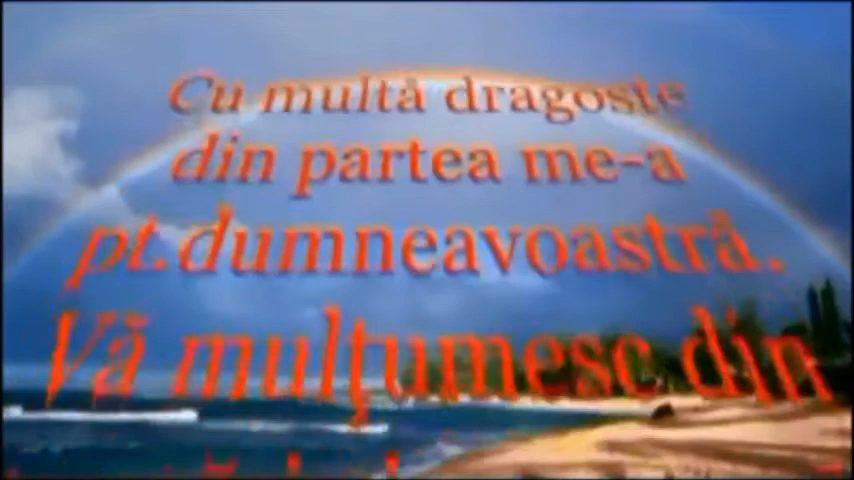 Cu multă dragoste
din partea me-a
pt.dumneavoastră.
Vă mulţumesc din